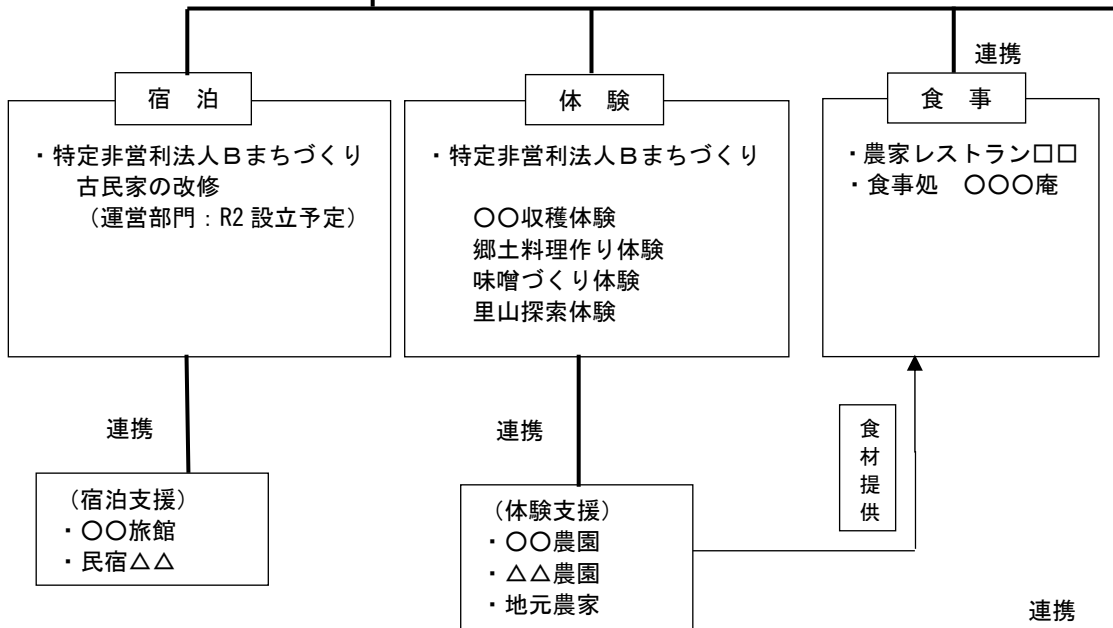 連携
宿 泊
・特定非営利法人Bまちづくり
古民家の改修
（運営部門：R2 設立予定）
体 験
・特定非営利法人Bまちづくり
〇〇収穫体験
郷土料理作り体験
味噌づくり体験
里山探索体験
食 事
・農家レストラン□□
・食事処 〇〇〇庵
連携
(宿泊支援)
・〇〇旅館
・民宿△△
連携
(体験支援)
・〇〇農園
・△△農園
・地元農家
食
材
提
供
連携